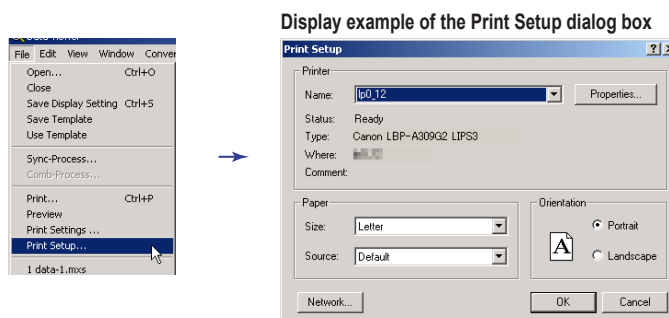 Display example of the Print Setup dialog box
File Edit View Window Conver
Open... Ctrl+O
Close
Save Display Setting Ctrl+S
Save Template
Use Template
Sync-Process...
Comb-Process...
Print... Ctrl+P
Preview
Print Settings ...
Print Setup...
1 data-1.mxs
Print Setup
Printer
Name: lp0_12 Properties...
Status: Ready
Type: Canon LBP-A309G2 LIPS3
Where:
Comment:
Paper
Size: Letter
Source: Default
Orientation
A
Portrait
Landscape
Network... OK Cancel